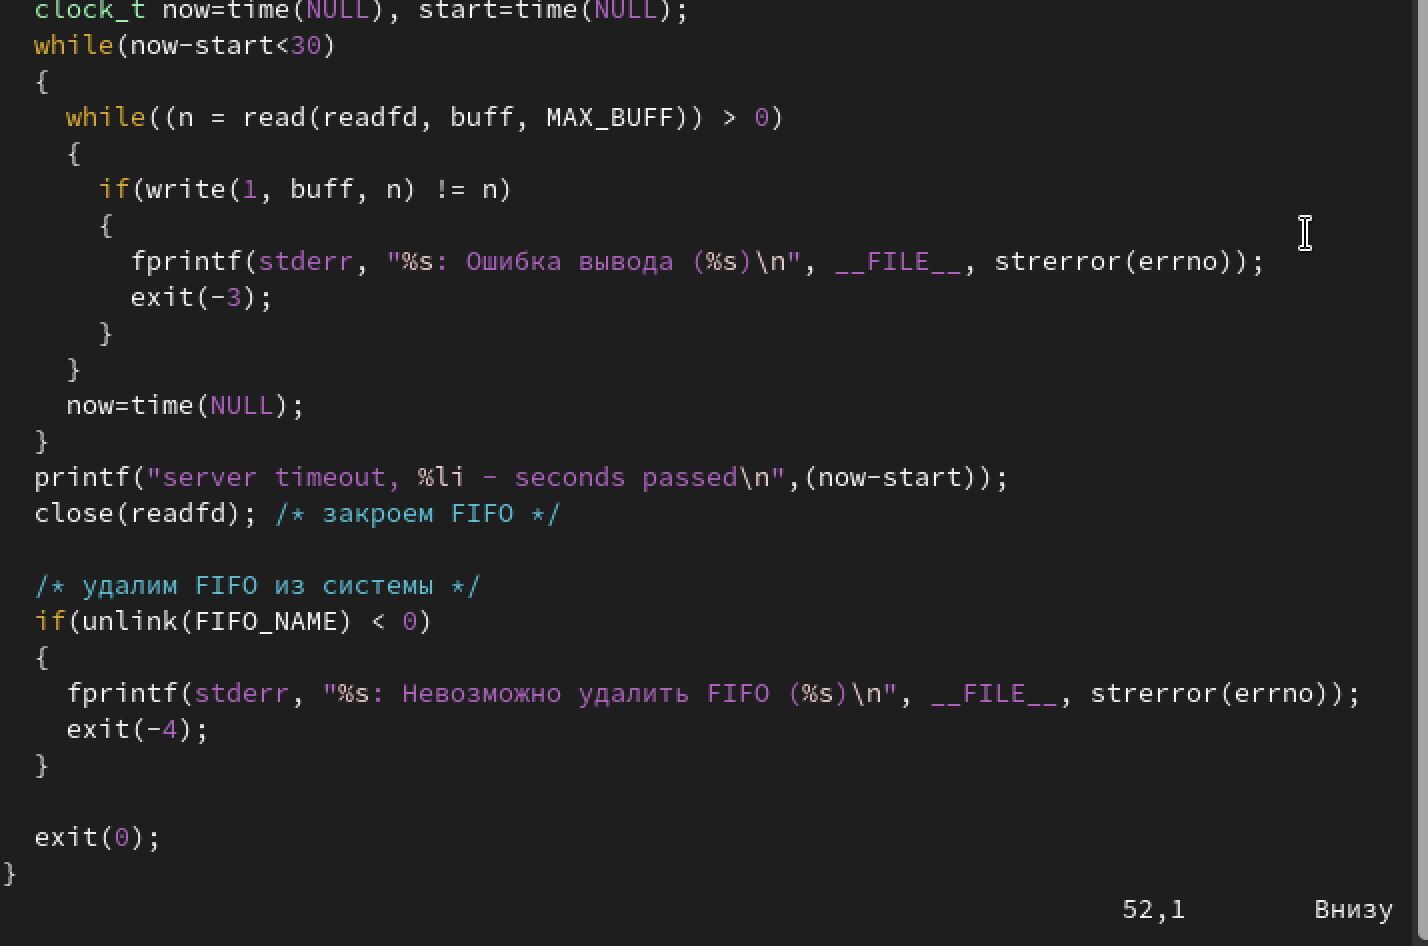 clock_t now=time(NULL), start=time(NULL);
while(now-start<30)
{
while((n = read(readfd, buff, MAX_BUFF)) > 0)
{
if(write(1, buff, n) != n)
{
fprintf(stderr, "%s: Ошибка вывода (%s)\n", __FILE__, strerror(errno));
exit(-3);
}
}
now=time(NULL);
}
printf("server timeout, %li - seconds passed\n",(now-start));
close(readfd); /* закроем FIFO */
/* удалим FIFO из системы */
if(unlink(FIFO_NAME) < 0)
{
fprintf(stderr, "%s: Невозможно удалить FIFO (%s)\n", __FILE__, strerror(errno));
exit(-4);
}
exit(0);
}
52,1 Внизу